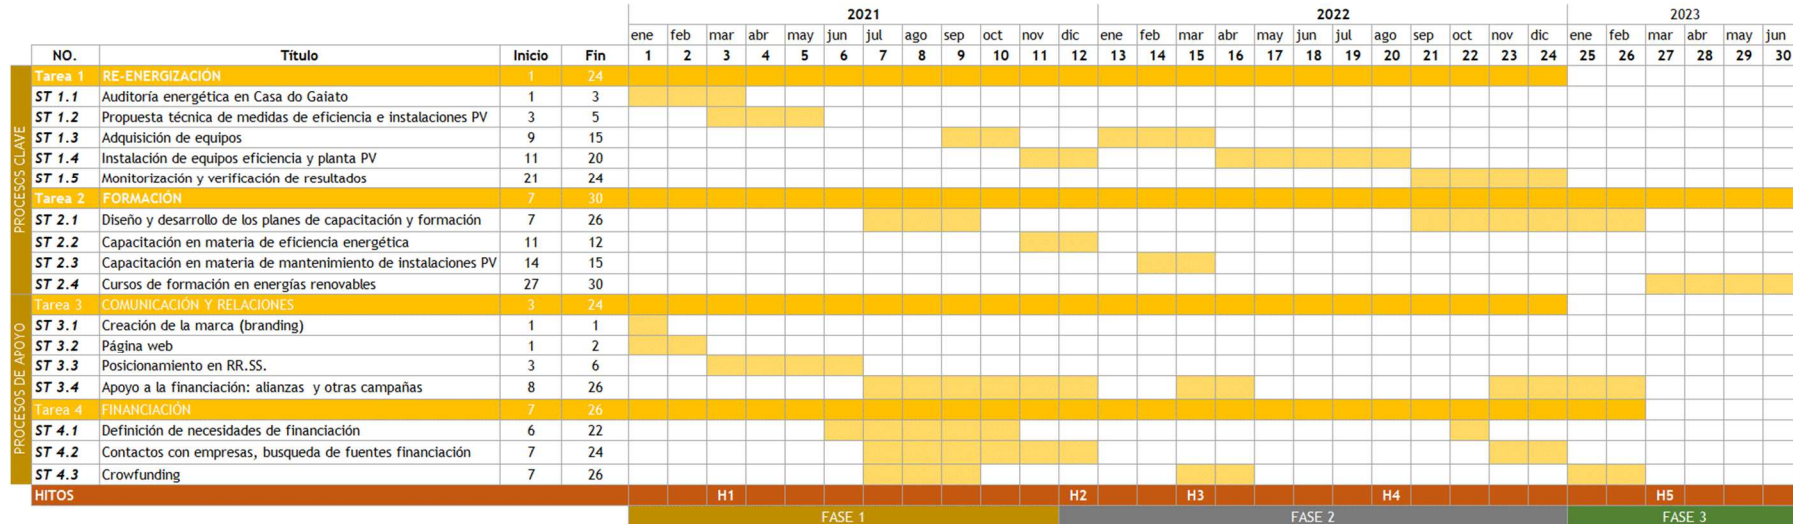 2021 2022 2023
ene feb mar abr may jun jul ago sep oct nov dic ene feb mar abr may jun jul ago sep oct nov dic ene feb mar abr may jun
NO. Título Inicio Fin 1 2 3 4 5 6 7 8 9 10 11 12 13 14 15 16 17 18 19 20 21 22 23 24 25 26 27 28 29 30
PROCESOS CLAVE
Tarea 1 RE-ENERGIZACIÓN 1 24
ST 1.1 Auditoría energética en Casa do Gaiato 1 3
ST 1.2 Propuesta técnica de medidas de eficiencia e instalaciones PV 3 5
ST 1.3 Adquisición de equipos 9 15
ST 1.4 Instalación de equipos eficiencia y planta PV 11 20
ST 1.5 Monitorización y verificación de resultados 21 24
Tarea 2 FORMACIÓN 7 30
ST 2.1 Diseño y desarrollo de los planes de capacitación y formación 7 26
ST 2.2 Capacitación en materia de eficiencia energética 11 12
ST 2.3 Capacitación en materia de mantenimiento de instalaciones PV 14 15
ST 2.4 Cursos de formación en energías renovables 27 30
PROCESOS DE APOYO
Tarea 3 COMUNICACIÓN Y RELACIONES 3 24
ST 3.1 Creación de la marca (branding) 1 1
ST 3.2 Página web 1 2
ST 3.3 Posicionamiento en RR.SS. 3 6
ST 3.4 Apoyo a la financiación: alianzas y otras campañas 8 26
Tarea 4 FINANCIACIÓN 7 26
ST 4.1 Definición de necesidades de financiación 6 22
ST 4.2 Contactos con empresas, busqueda de fuentes financiación 7 24
ST 4.3 Crowfunding 7 26
HITOS H1 H2 H3 H4 H5
FASE 1 FASE 2 FASE 3